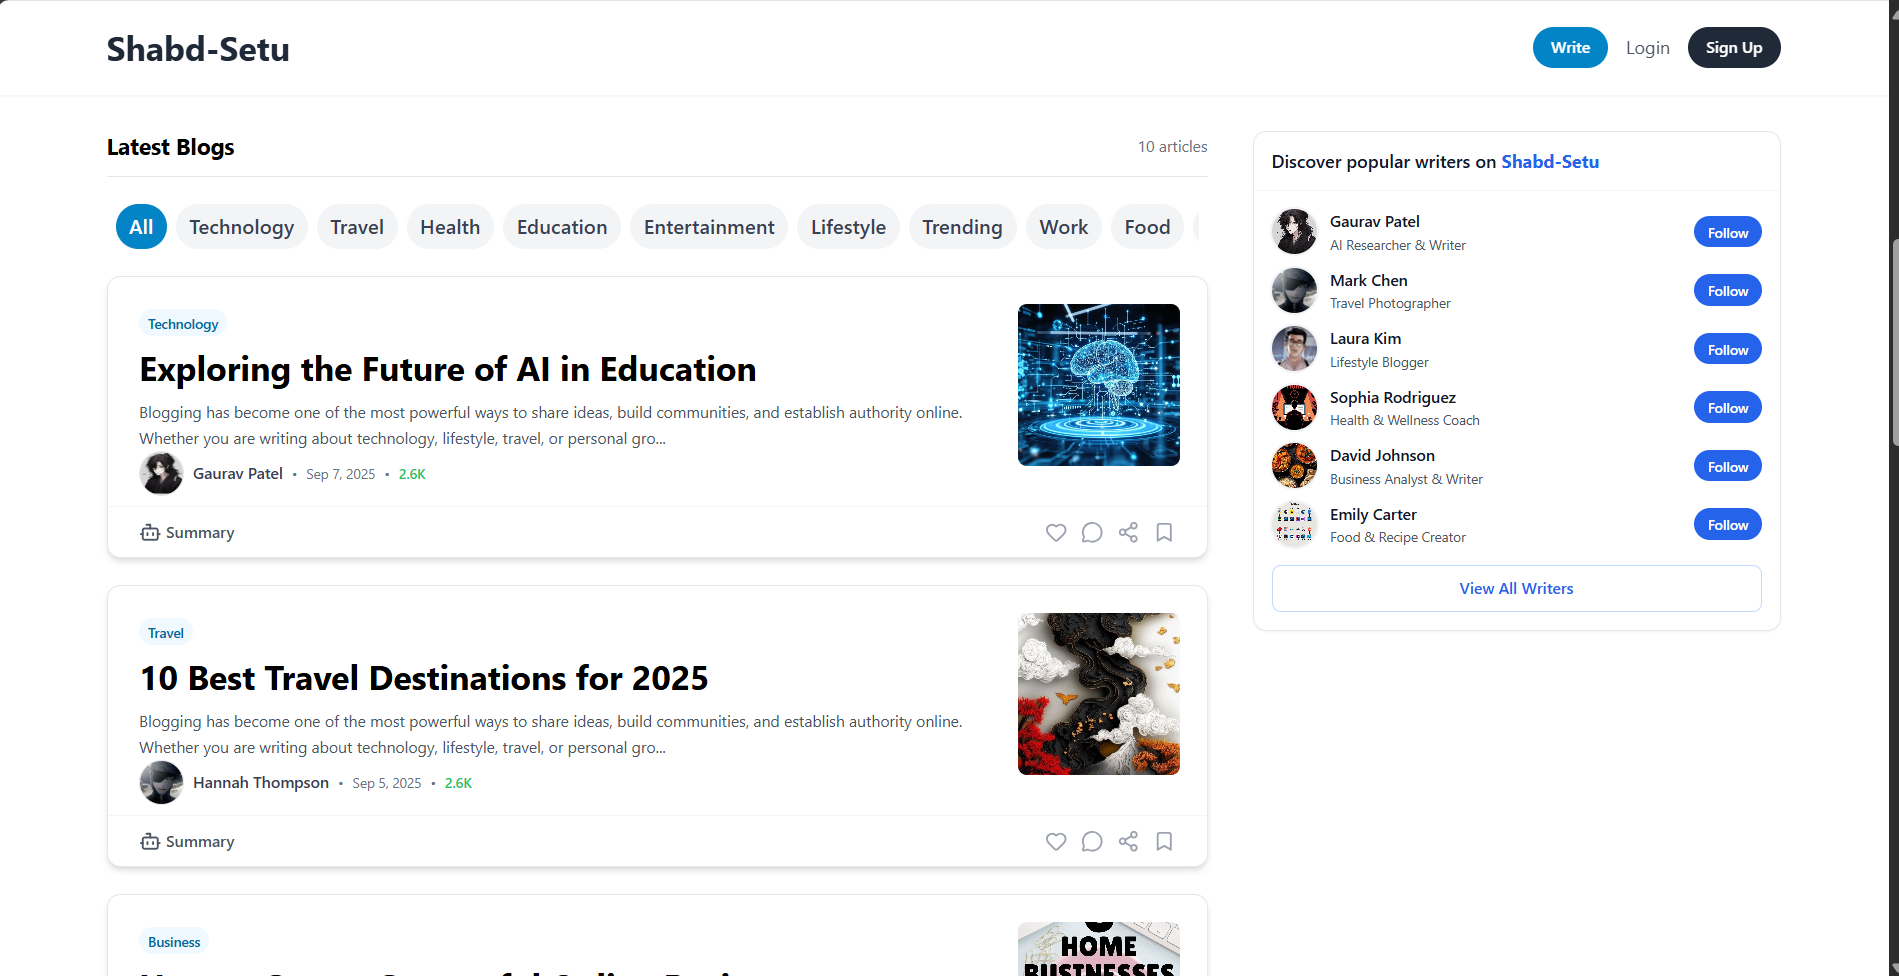 Shabd-Setu
Write
Login
Sign Up
Latest Blogs
10 articles
All
Technology
Travel
Health
Education
Entertainment
Lifestyle
Trending
Work
Food
Technology
Exploring the Future of AI in Education
Blogging has become one of the most powerful ways to share ideas, build communities, and establish authority online.
Whether you are writing about technology, lifestyle, travel, or personal gro...
Gaurav Patel • Sep 7, 2025 • 2.6K
Summary
Travel
10 Best Travel Destinations for 2025
Blogging has become one of the most powerful ways to share ideas, build communities, and establish authority online.
Whether you are writing about technology, lifestyle, travel, or personal gro...
Hannah Thompson • Sep 5, 2025 • 2.6K
Summary
Business
HOME
Discover popular writers on Shabd-Setu
Gaurav Patel
AI Researcher & Writer
Follow
Mark Chen
Travel Photographer
Follow
Laura Kim
Lifestyle Blogger
Follow
Sophia Rodriguez
Health & Wellness Coach
Follow
David Johnson
Business Analyst & Writer
Follow
Emily Carter
Food & Recipe Creator
Follow
View All Writers